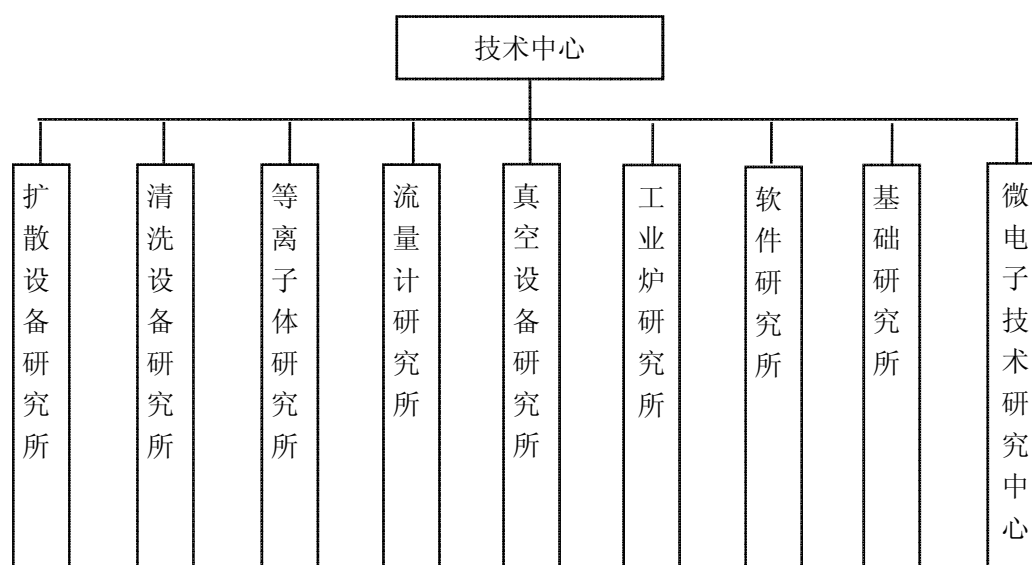 技术中心
扩散设备研究所
清洗设备研究所
等离子体研究所
流量计研究所
真空设备研究所
工业炉研究所
软件研究所
基础研究所
微电子技术研究中心